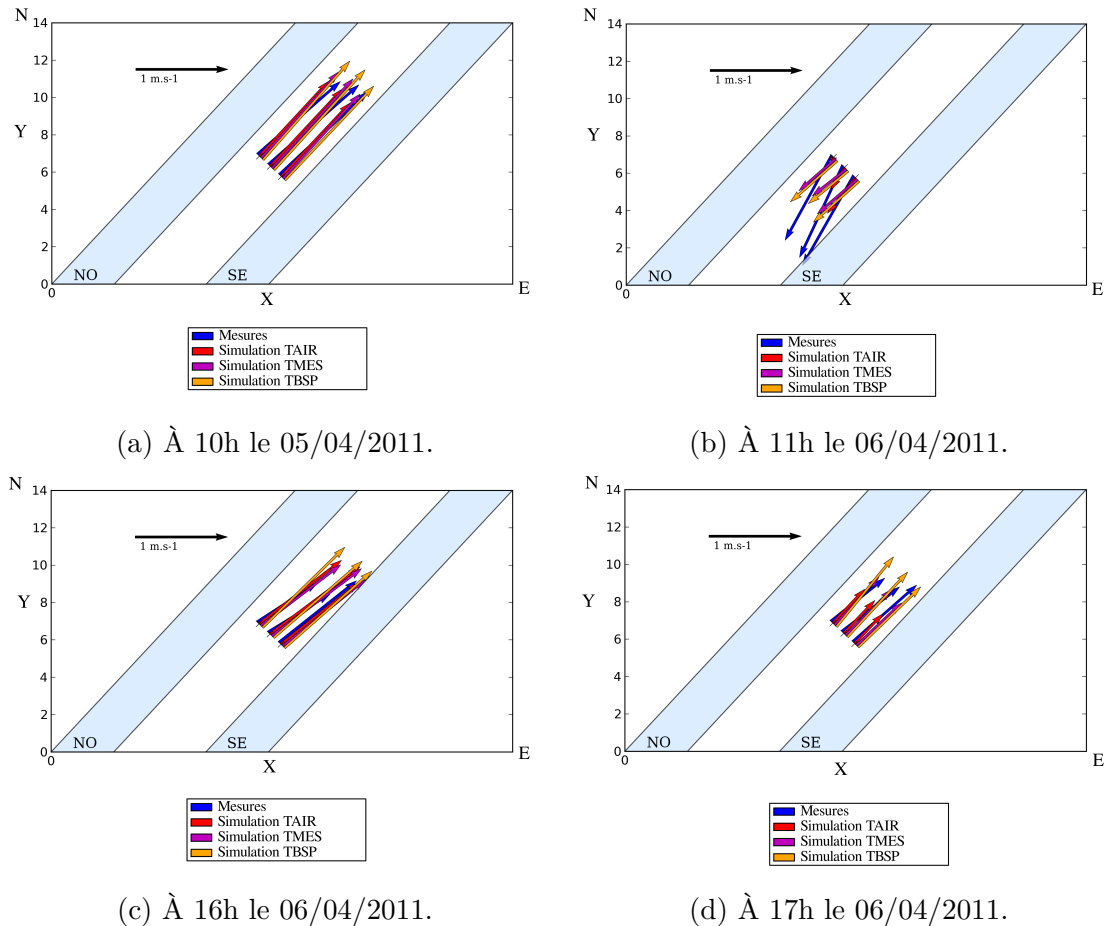 N
14
12
1 m.s-1
10
Y
8
6
4
2
NO
SE
0
0
X
E
Mesures
Simulation TAIR
Simulation TMES
Simulation TBSP
(a) À 10h le 05/04/2011.
N
14
12
1 m.s-1
10
Y
8
6
4
2
NO
SE
0
0
X
E
Mesures
Simulation TAIR
Simulation TMES
Simulation TBSP
(b) À 11h le 06/04/2011.
N
14
12
1 m.s-1
10
Y
8
6
4
2
NO
SE
0
0
X
E
Mesures
Simulation TAIR
Simulation TMES
Simulation TBSP
(c) À 16h le 06/04/2011.
N
14
12
1 m.s-1
10
Y
8
6
4
2
NO
SE
0
0
X
E
Mesures
Simulation TAIR
Simulation TMES
Simulation TBSP
(d) À 17h le 06/04/2011.